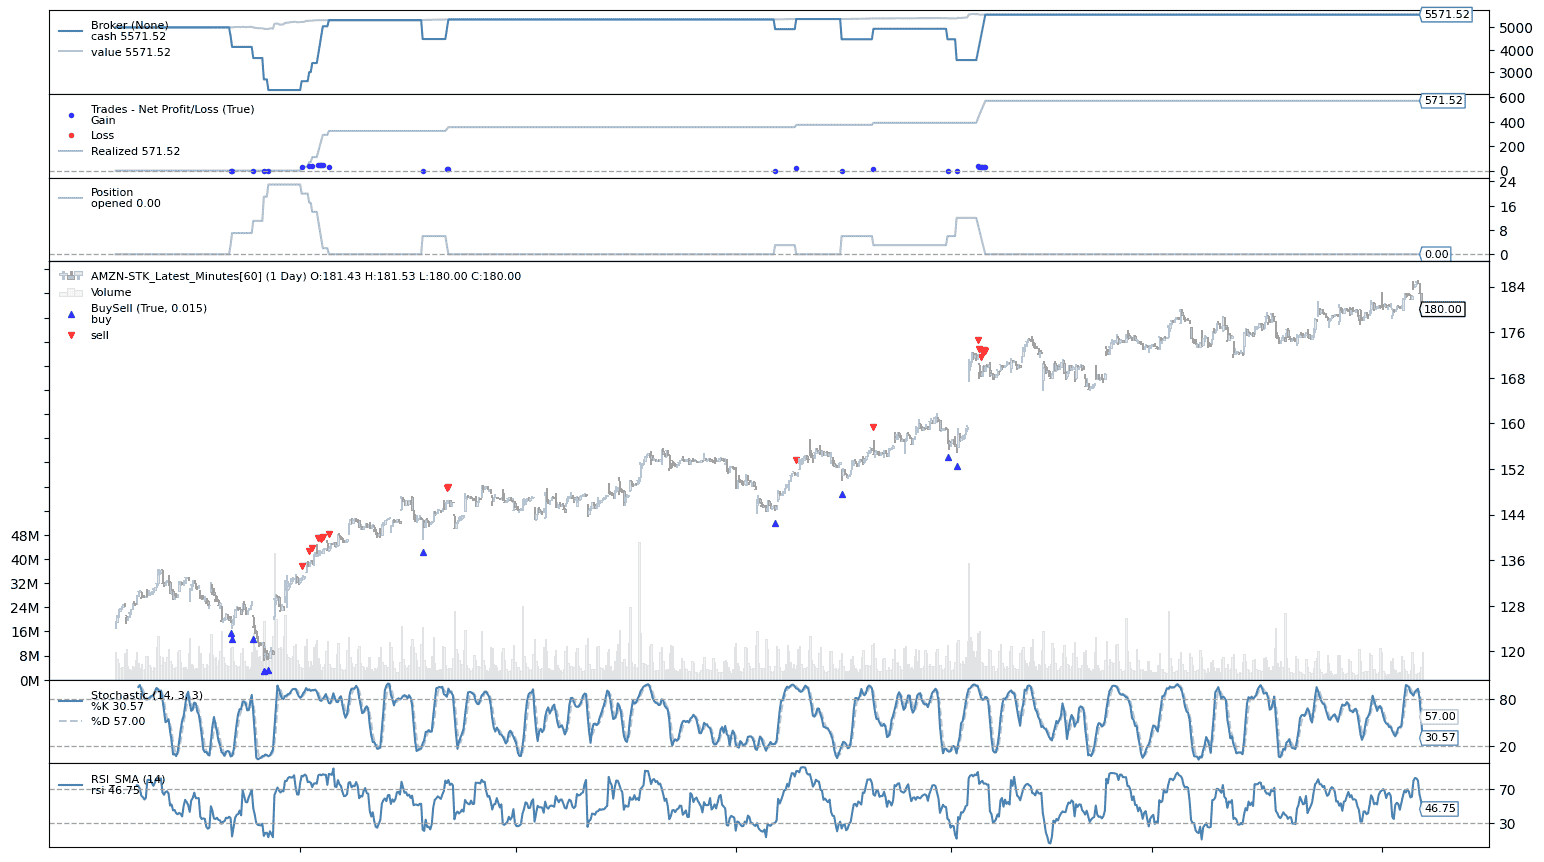 Broker (None)
cash 5571.52
value 5571.52
5571.52
5000
4000
3000
Trades - Net Profit/Loss (True)
Gain
Loss
Realized 571.52
600
571.52
400
200
0
Position
opened 0.00
24
16
8
0
0.00
AMZN-STK_Latest_Minutes[60] (1 Day) O:181.43 H:181.53 L:180.00 C:180.00
Volume
BuySell (True, 0.015)
buy
sell
184
180.00
176
168
160
152
144
136
128
120
48M
40M
32M
24M
16M
8M
0M
Stochastic (14, 3, 3)
%K 30.57
%D 57.00
80
57.00
30.57
20
RSI_SMA (14)
rsi 46.75
70
46.75
30